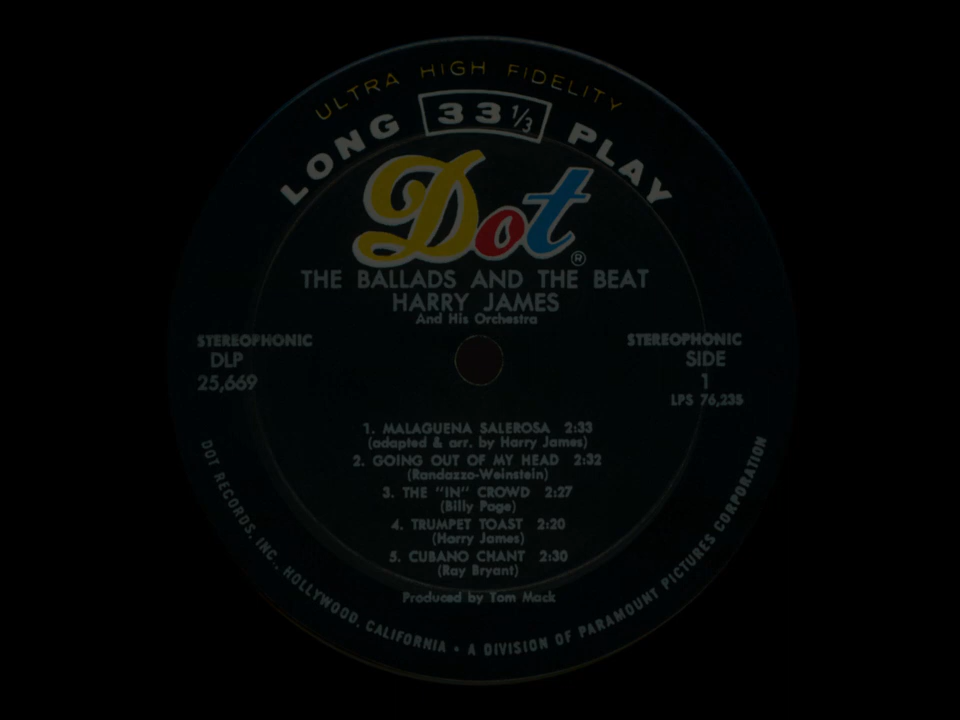 ULTRA HIGH FIDELITY
LONG 33 1/3 PLAY
Dot®
THE BALLADS AND THE BEAT
HARRY JAMES
And His Orchestra
STEREOPHONIC
DLP
25,669
STEREOPHONIC
SIDE
1
LPS 76,235
1. MALAGUENA SALEROSA 2:33
(adapted & arr. by Harry James)
2. GOING OUT OF MY HEAD 2:32
(Randazzo-Weinstein)
3. THE "IN" CROWD 2:27
(Billy Page)
4. TRUMPET TOAST 2:20
(Harry James)
5. CUBANO CHANT 2:30
(Ray Bryant)
Produced by Tom Mack
DOT RECORDS, INC., HOLLYWOOD, CALIFORNIA • A DIVISION OF PARAMOUNT PICTURES CORPORATION